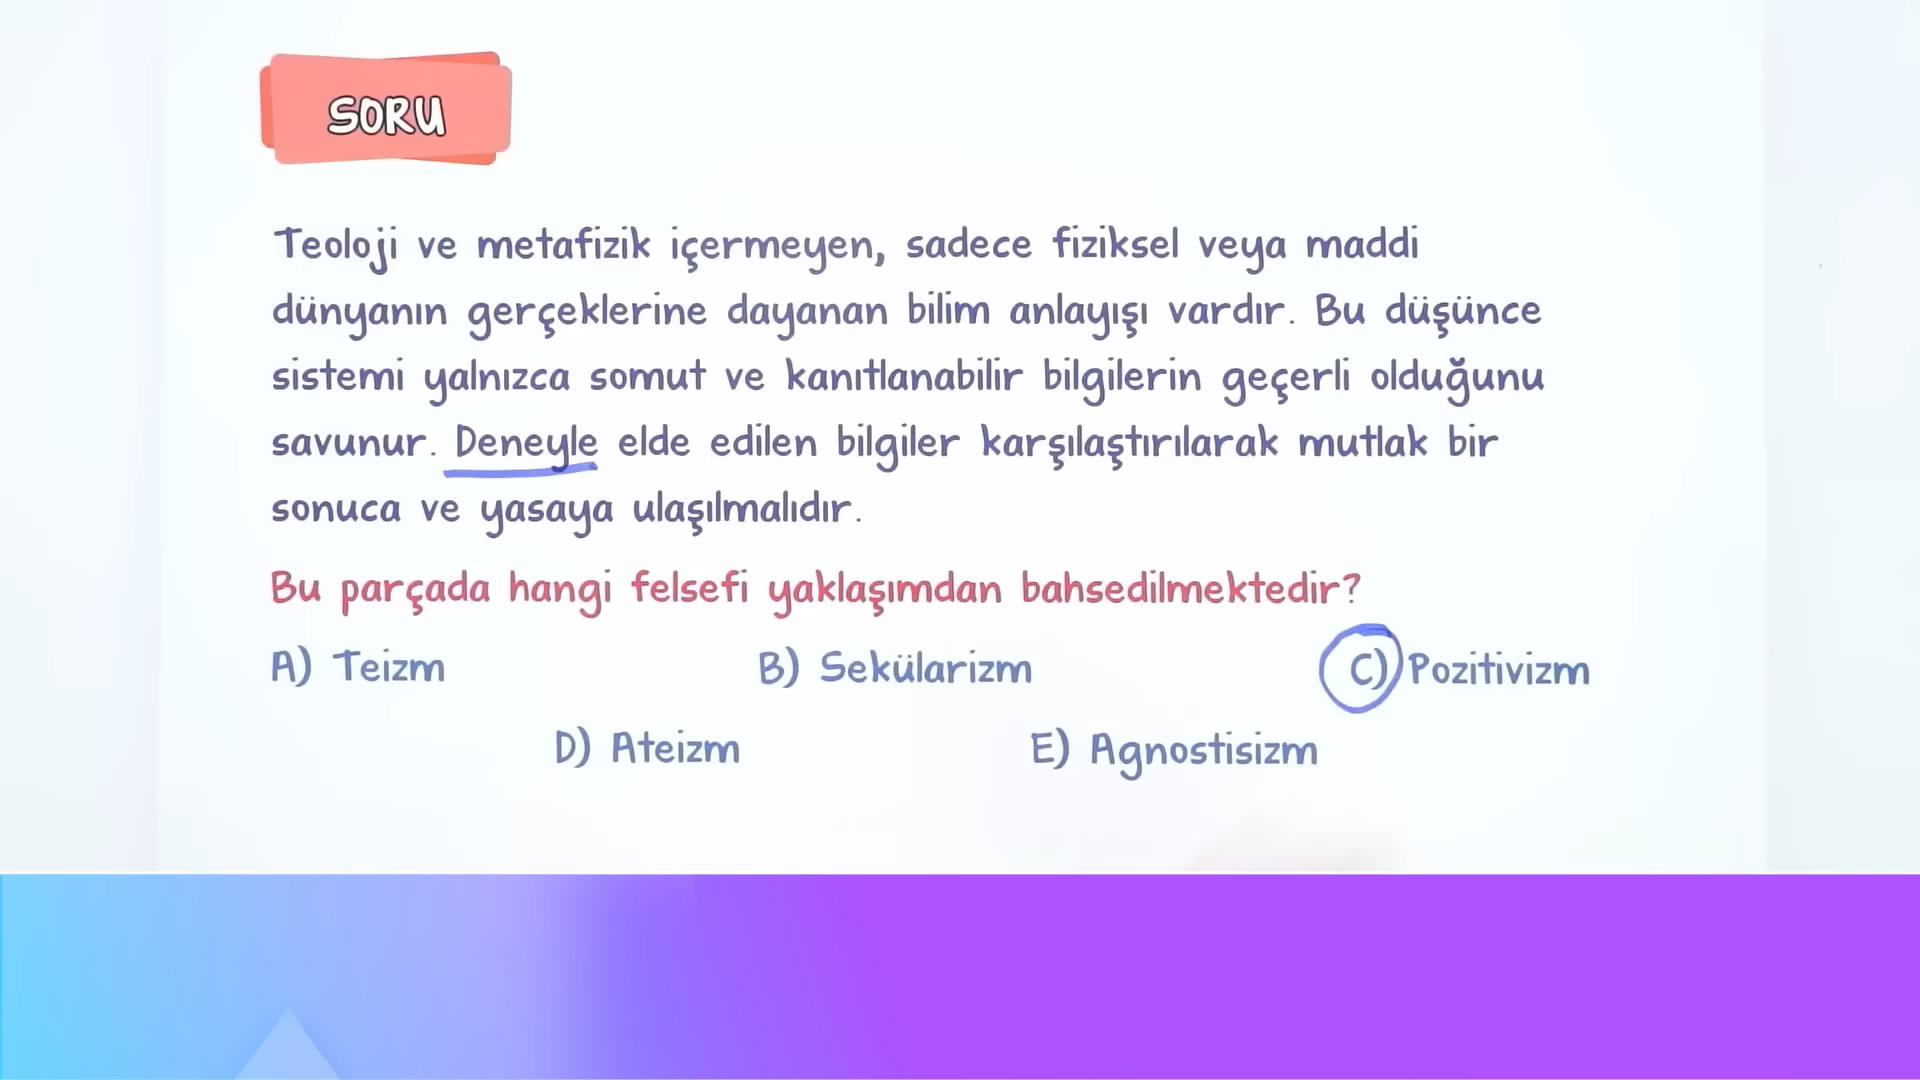 SORU
Teoloji ve metafizik içermeyen, sadece fiziksel veya maddi
dünyanın gerçeklerine dayanan bilim anlayışı vardır. Bu düşünce
sistemi yalnızca somut ve kanıtlanabilir bilgilerin geçerli olduğunu
savunur. Deneyle elde edilen bilgiler karşılaştırılarak mutlak bir
sonuca ve yasaya ulaşılmalıdır.
Bu parçada hangi felsefi yaklaşımdan bahsedilmektedir?
A) Teizm B) Sekülarizm C) Pozitivizm
D) Ateizm E) Agnostisizm